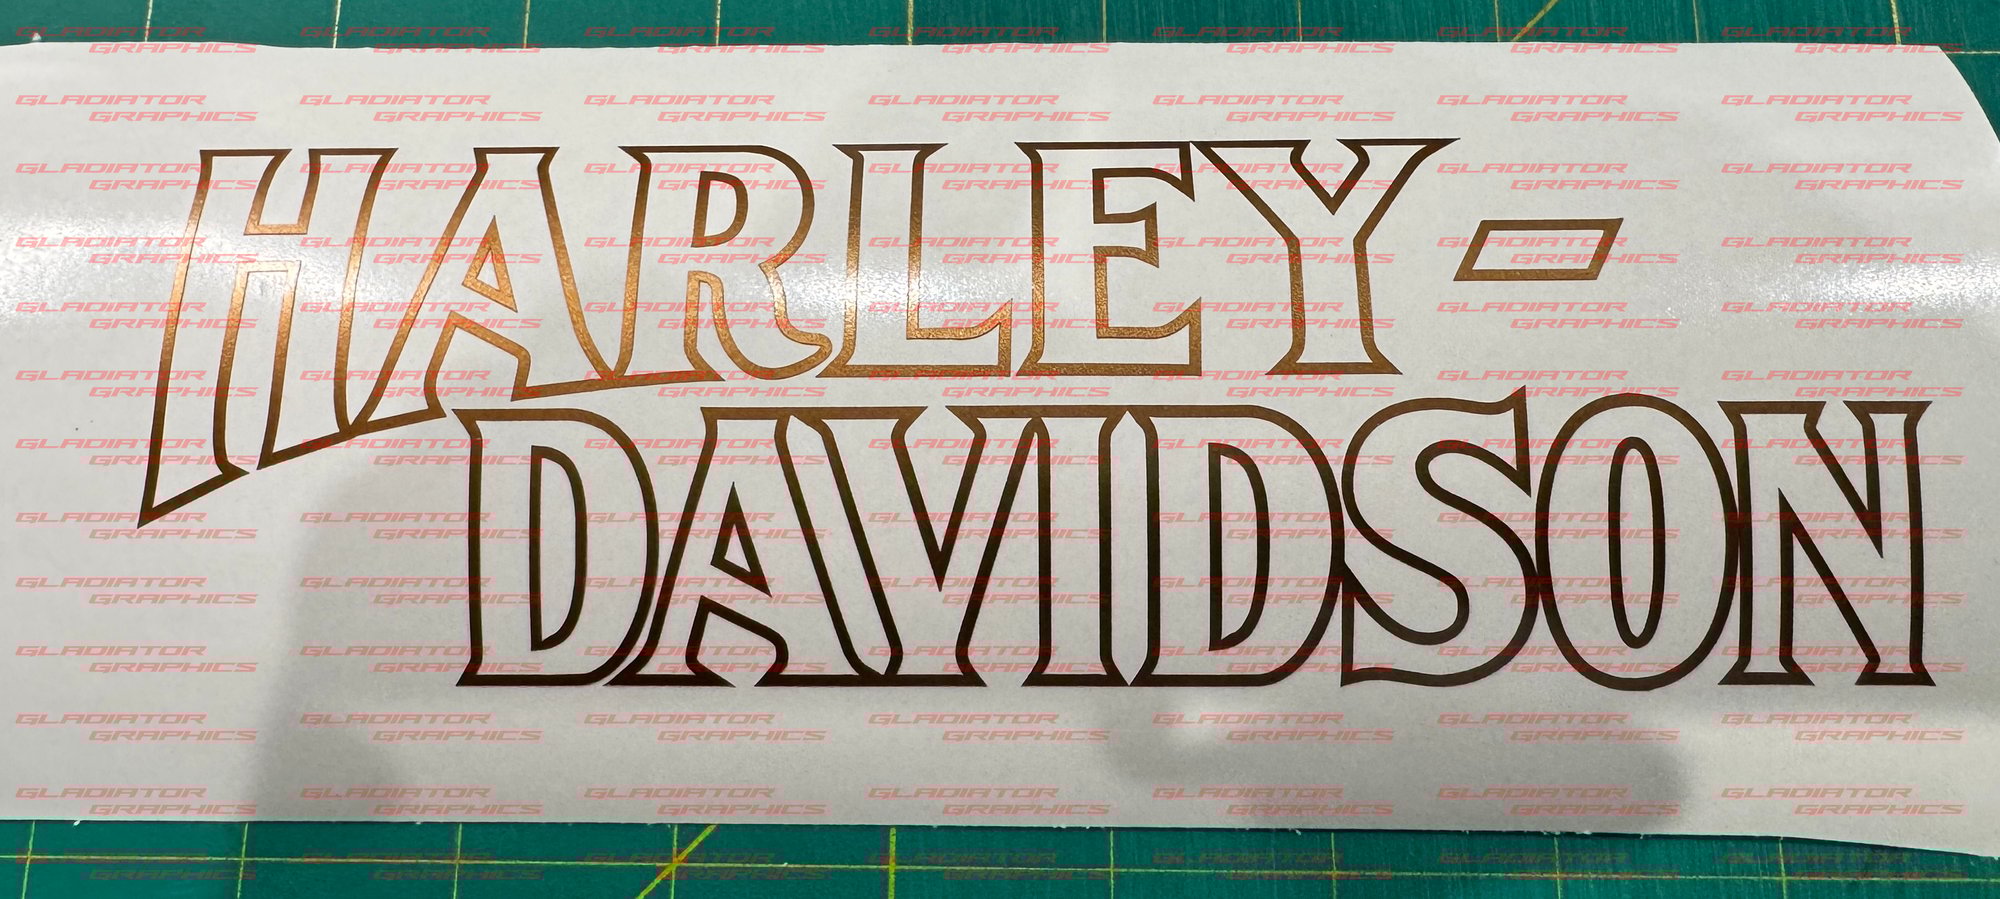 HARLEY-
DAVIDSON
GLADIATOR
GRAPHICS